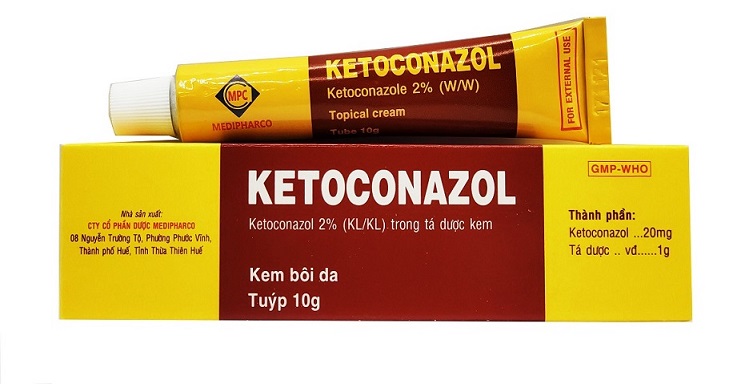 KETOCONAZOL
Ketoconazole 2% (W/W)
Topical cream
Tube 10g
MPC
MEDIPHARCO
FOR EXTERNAL USE
Nhà sản xuất:
CTY CỔ PHẦN DƯỢC MEDIPHARCO
08 Nguyễn Trường Tộ, Phường Phước Vĩnh,
Thành phố Huế, Tỉnh Thừa Thiên Huế
KETOCONAZOL
Ketoconazol 2% (KL/KL) trong tá dược kem
Kem bôi da
Tuýp 10g
GMP-WHO
Thành phần:
Ketoconazol ...20mg
Tá dược .. vđ......1g